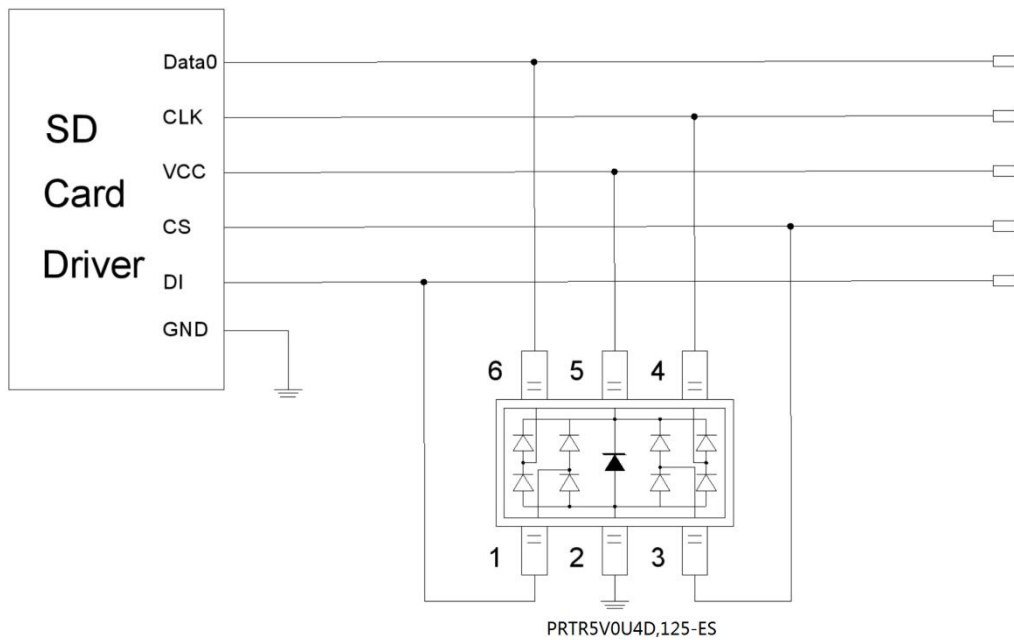 Data0
SD
CLK
Card
VCC
CS
Driver
DI
GND
6 5 4
1 2 3
PRTR5V0U4D,125-ES